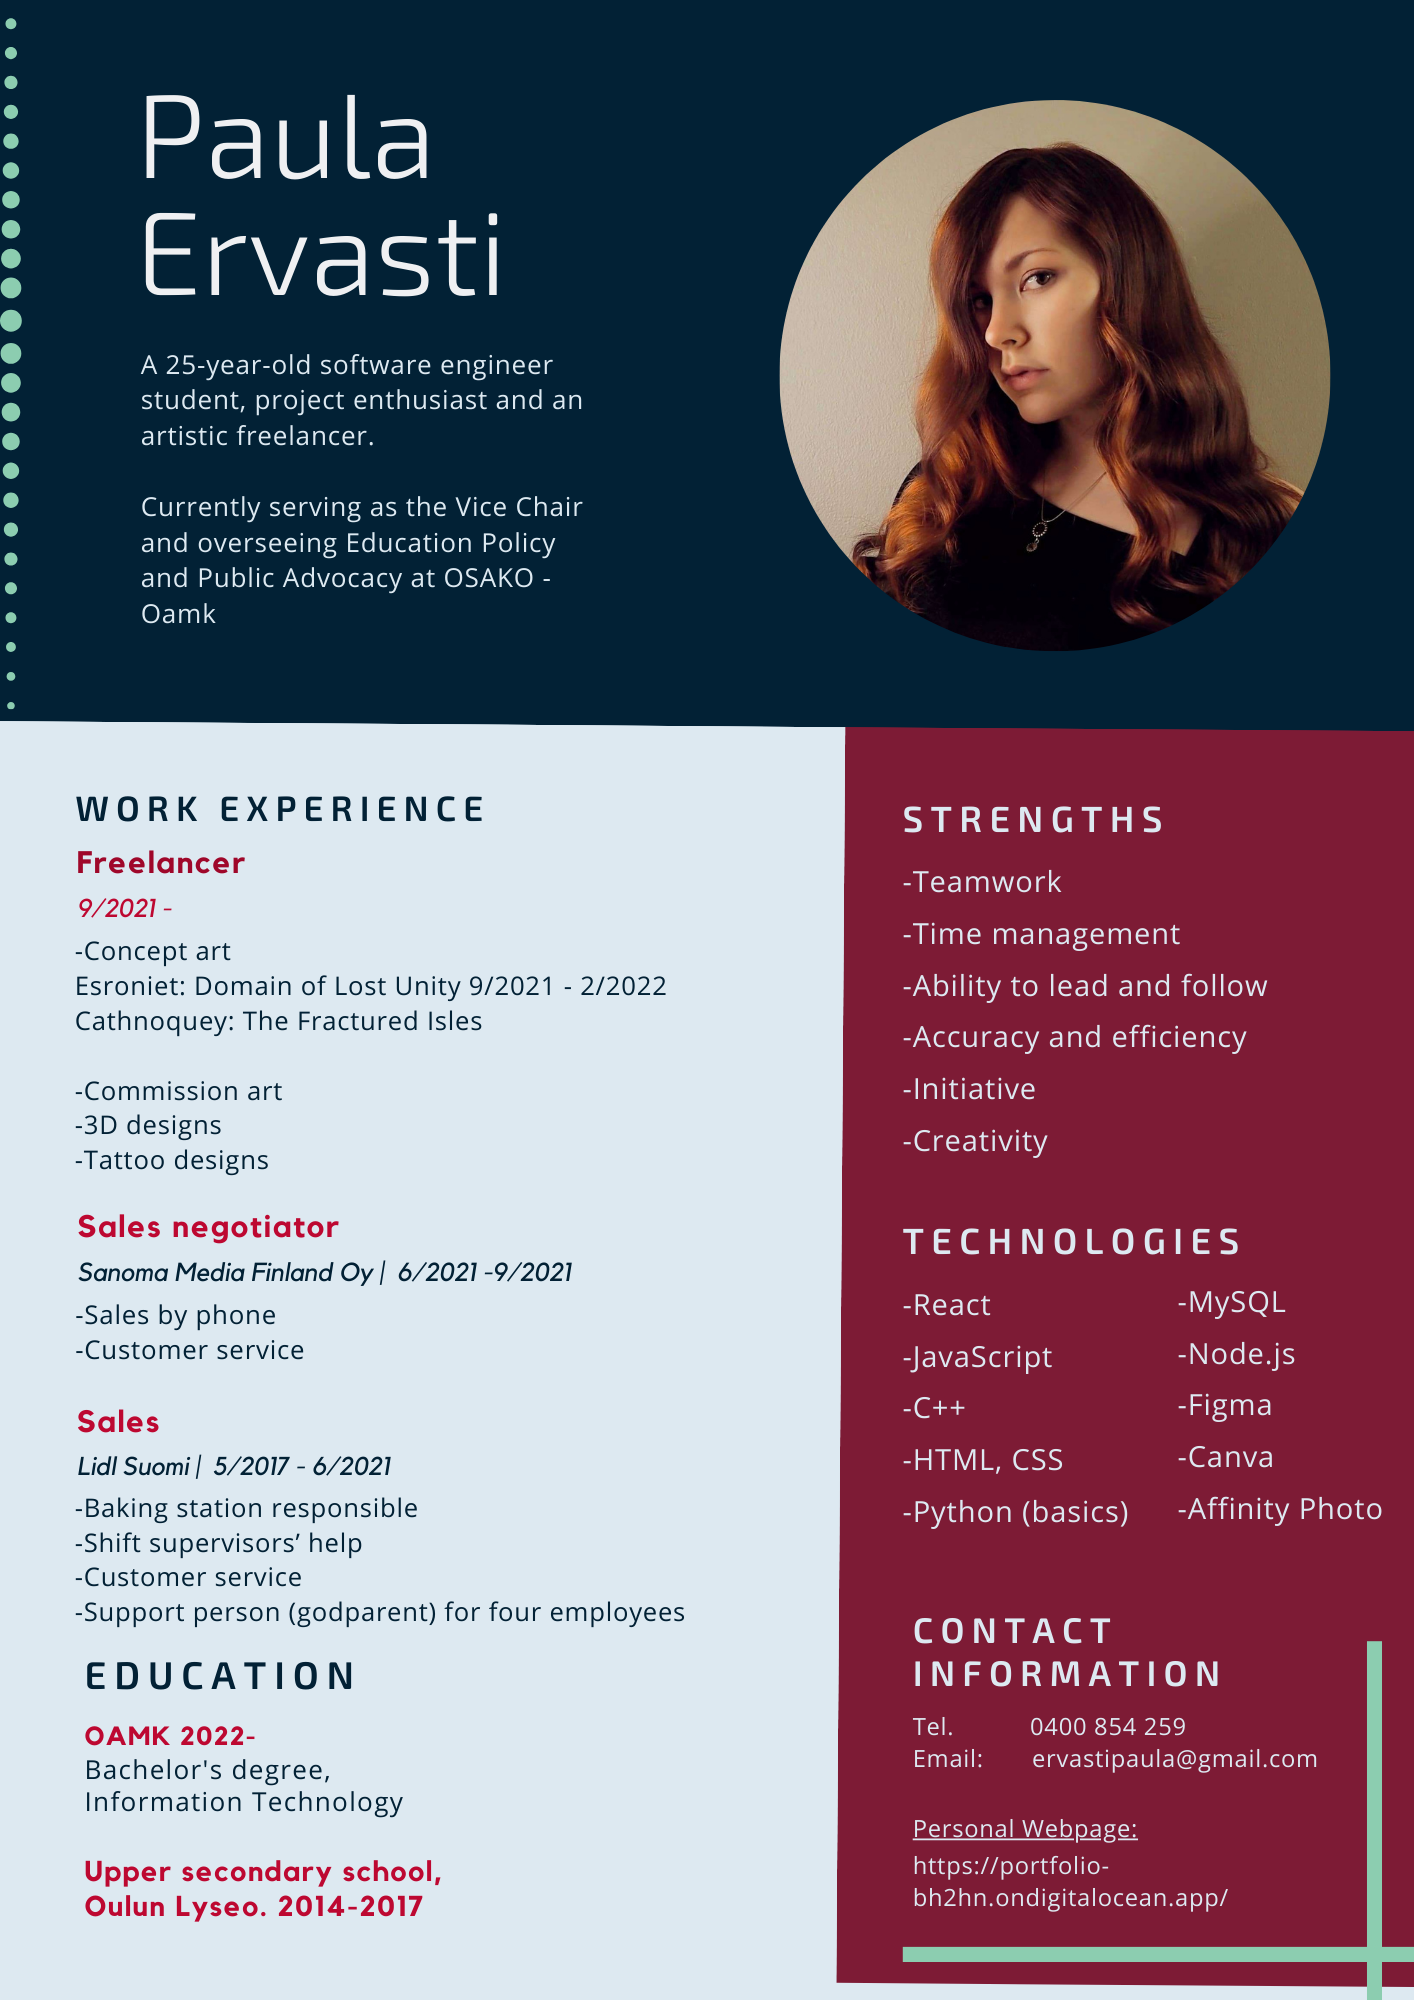 Paula
Ervasti
A 25-year-old software engineer
student, project enthusiast and an
artistic freelancer.
Currently serving as the Vice Chair
and overseeing Education Policy
and Public Advocacy at OSAKO -
Oamk
WORK EXPERIENCE
Freelancer
9/2021 -
-Concept art
Esroniet: Domain of Lost Unity 9/2021 - 2/2022
Cathnoquey: The Fractured Isles
-Commission art
-3D designs
-Tattoo designs
Sales negotiator
Sanoma Media Finland Oy | 6/2021 -9/2021
-Sales by phone
-Customer service
Sales
Lidl Suomi | 5/2017 - 6/2021
-Baking station responsible
-Shift supervisors’ help
-Customer service
-Support person (godparent) for four employees
EDUCATION
OAMK 2022-
Bachelor's degree,
Information Technology
Upper secondary school,
Oulun Lyseo. 2014-2017
STRENGTHS
-Teamwork
-Time management
-Ability to lead and follow
-Accuracy and efficiency
-Initiative
-Creativity
TECHNOLOGIES
-React
-JavaScript
-C++
-HTML, CSS
-Python (basics)
-MySQL
-Node.js
-Figma
-Canva
-Affinity Photo
CONTACT
INFORMATION
Tel. 0400 854 259
Email: ervastipaula@gmail.com
Personal Webpage:
https://portfolio-
bh2hn.ondigitalocean.app/